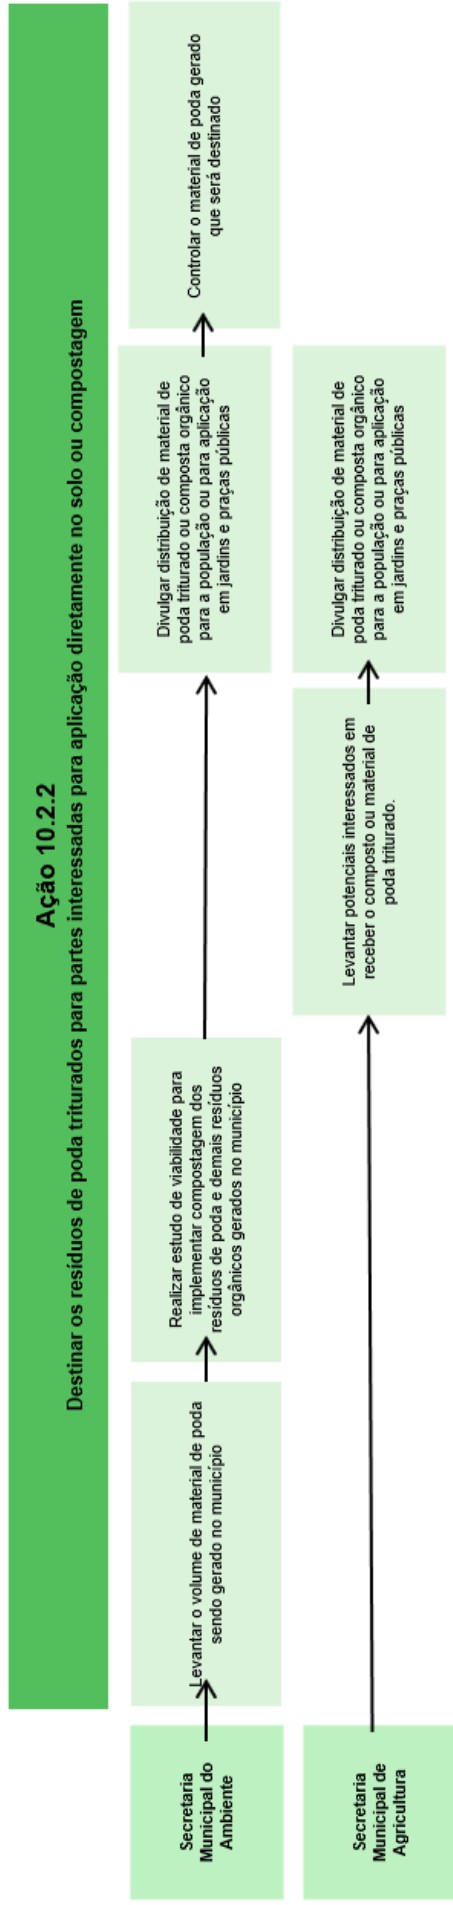 Ação 10.2.2
Destinar os resíduos de poda triturados para partes interessadas para aplicação diretamente no solo ou compostagem
Secretaria
Municipal do
Ambiente
Levantar o volume de material de poda
sendo gerado no município
Realizar estudo de viabilidade para
implementar compostagem dos
resíduos de poda e demais resíduos
orgânicos gerados no município
Divulgar distribuição de material de
poda triturado ou composto orgânico
para a população ou para aplicação
em jardins e praças públicas
Controlar o material de poda gerado
que será destinado
Secretaria
Municipal de
Agricultura
Levantar potenciais interessados em
receber o composto ou material de
poda triturado.
Divulgar distribuição de material de
poda triturado ou composta orgânico
para a população ou para aplicação
em jardins e praças públicas